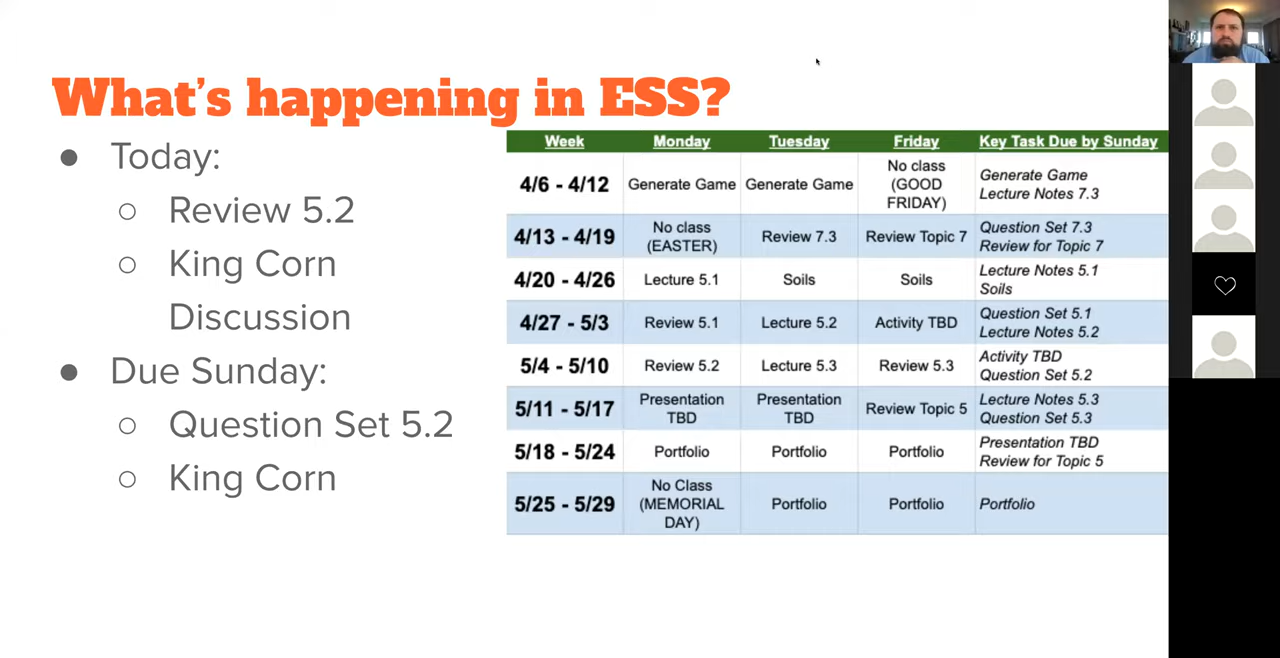 What's happening in ESS?
● Today:
○ Review 5.2
○ King Corn
Discussion
● Due Sunday:
○ Question Set 5.2
○ King Corn
Week Monday Tuesday Friday Key Task Due by Sunday
4/6 - 4/12 Generate Game Generate Game No class (GOOD FRIDAY) Generate Game Lecture Notes 7.3
4/13 - 4/19 No class (EASTER) Review 7.3 Review Topic 7 Question Set 7.3 Review for Topic 7
4/20 - 4/26 Lecture 5.1 Soils Soils Lecture Notes 5.1 Soils
4/27 - 5/3 Review 5.1 Lecture 5.2 Activity TBD Question Set 5.1 Lecture Notes 5.2
5/4 - 5/10 Review 5.2 Lecture 5.3 Review 5.3 Activity TBD Question Set 5.2
5/11 - 5/17 Presentation TBD Presentation TBD Review Topic 5 Lecture Notes 5.3 Question Set 5.3
5/18 - 5/24 Portfolio Portfolio Portfolio Presentation TBD Review for Topic 5
5/25 - 5/29 No Class (MEMORIAL DAY) Portfolio Portfolio Portfolio